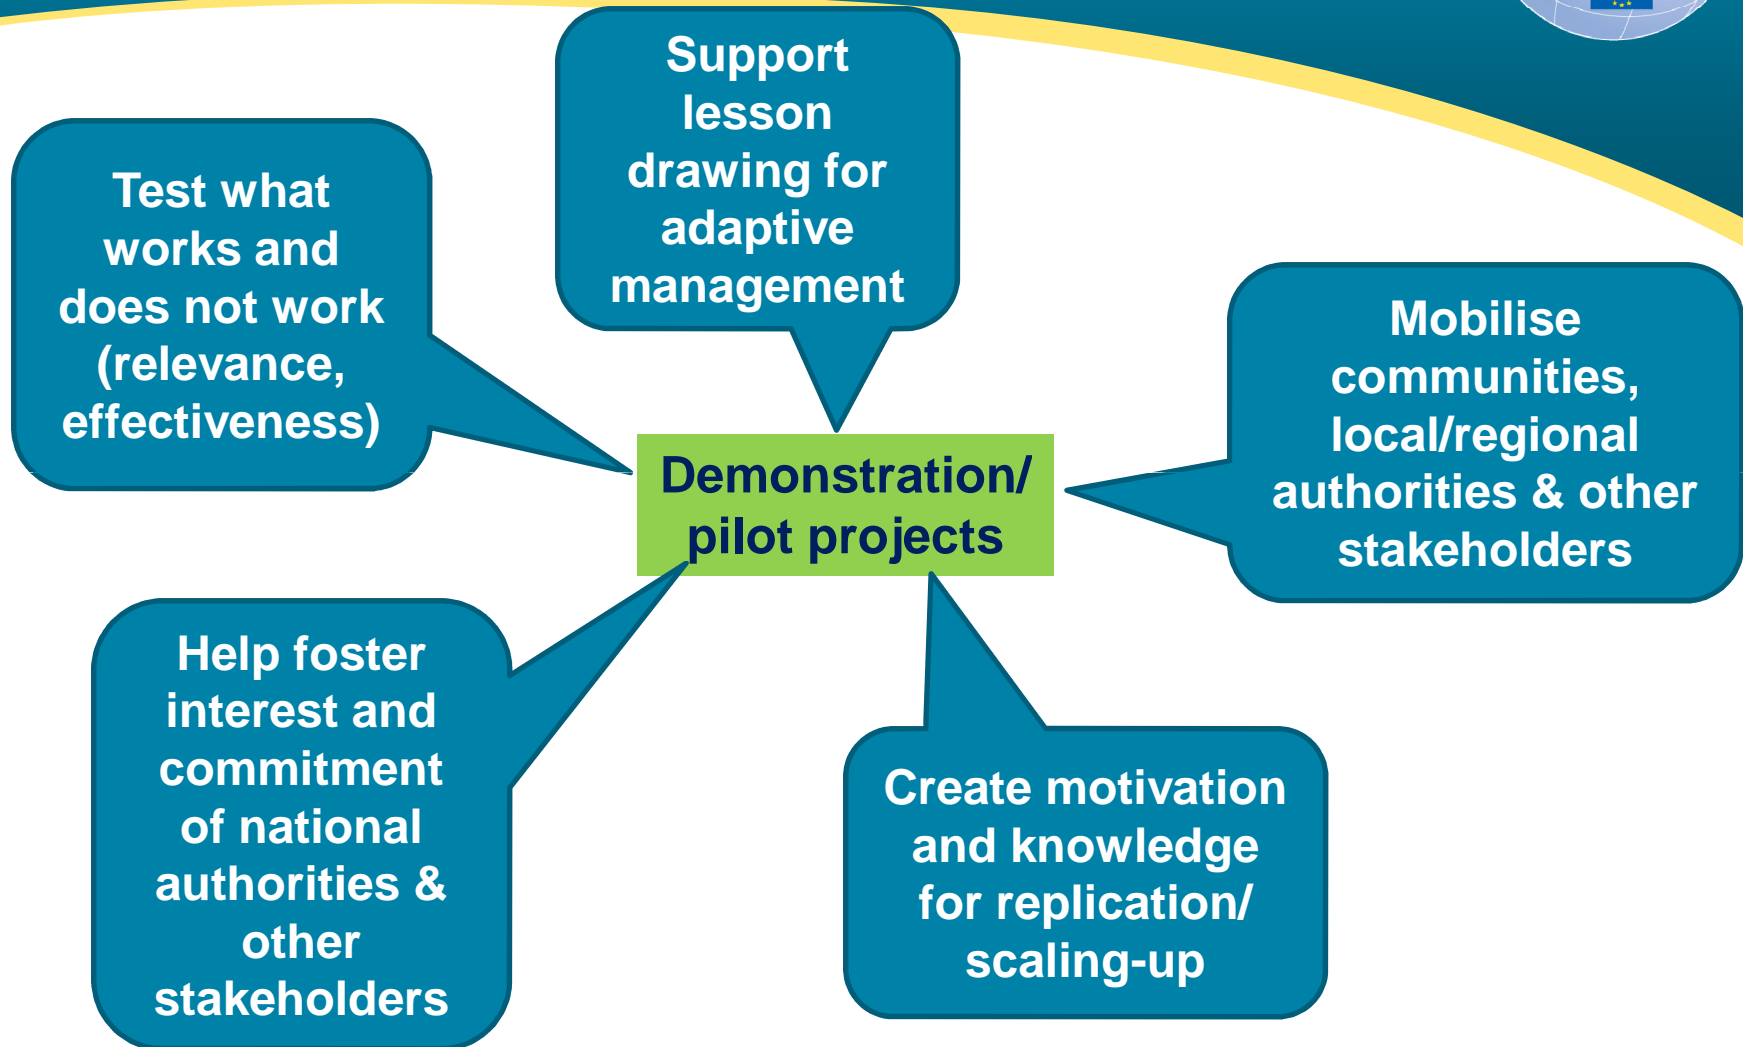 Support
lesson
drawing for
adaptive
management
Test what
works and
does not work
(relevance,
effectiveness)
Mobilise
communities,
local/regional
authorities & other
stakeholders
Demonstration/
pilot projects
Help foster
interest and
commitment
of national
authorities &
other
stakeholders
Create motivation
and knowledge
for replication/
scaling-up